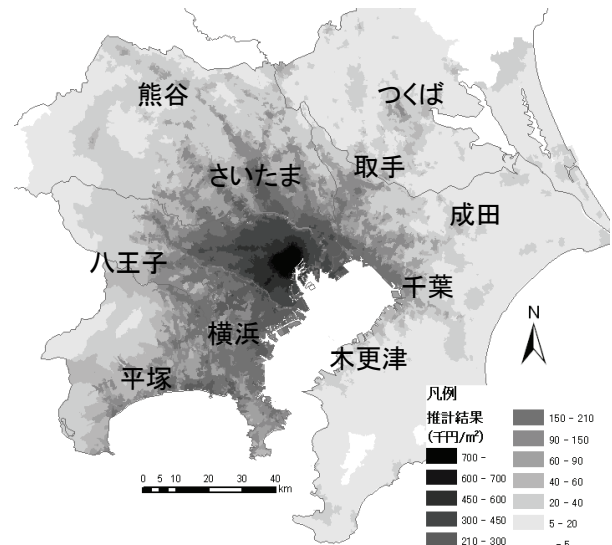 熊谷
つくば
さいたま
取手
成田
八王子
千葉
横浜
木更津
平塚
N
0 5 10 20 30 40
km
凡例
推計結果
(千円/㎡)
700 -
600 - 700
450 - 600
300 - 450
210 - 300
150 - 210
90 - 150
60 - 90
40 - 60
20 - 40
5 - 20
- 5